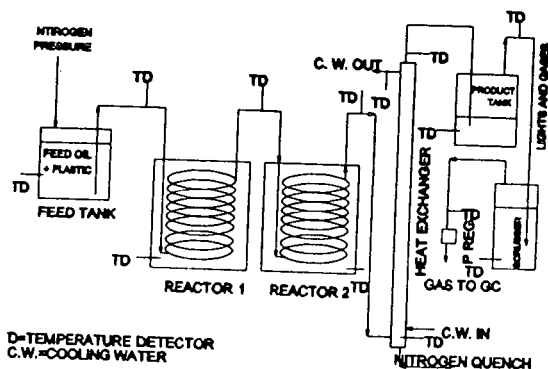 NTIROGEN
PRESSURE
TD
FEED OIL
+ PLASTIC
TD
FEED TANK
TD
TD
REACTOR 1
TD
TD
TD
TD
REACTOR 2
C. W. OUT
TD
HEAT EXCHANGER
C.W. IN
TD
NITROGEN QUENCH
TD
PRODUCT
TANK
TD
LIGHTS AND GASES
TD
P REG
SCRUBBER
TD
GAS TO GC
D=TEMPERATURE DETECTOR
C.W.=COOLING WATER